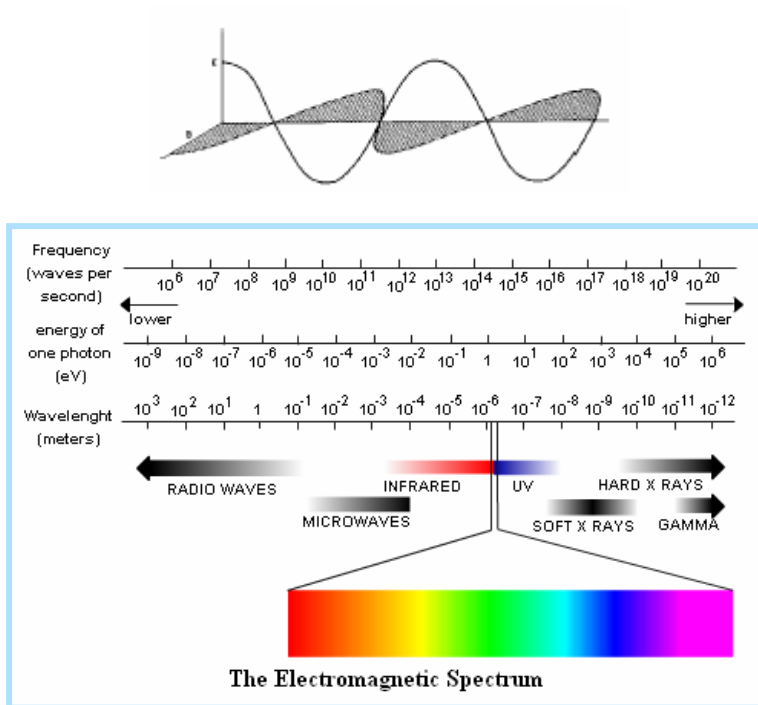 E
B
Frequency
(waves per
second)
10^6 10^7 10^8 10^9 10^10 10^11 10^12 10^13 10^14 10^15 10^16 10^17 10^18 10^19 10^20
lower
higher
energy of
one photon
(eV)
10^-9 10^-8 10^-7 10^-6 10^-5 10^-4 10^-3 10^-2 10^-1 1 10^1 10^2 10^3 10^4 10^5 10^6
Wavelenght
(meters)
10^3 10^2 10^1 1 10^-1 10^-2 10^-3 10^-4 10^-5 10^-6 10^-7 10^-8 10^-9 10^-10 10^-11 10^-12
RADIO WAVES
INFRARED
UV
HARD X RAYS
MICROWAVES
SOFT X RAYS
GAMMA
The Electromagnetic Spectrum